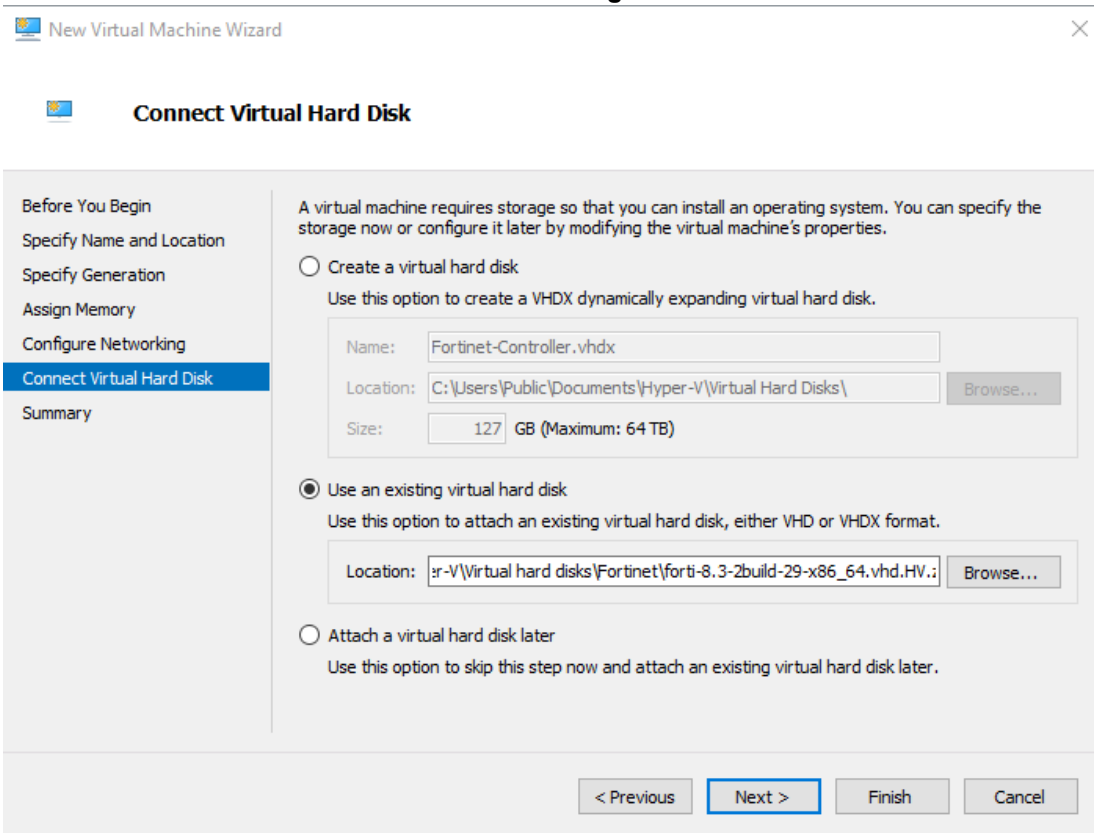 New Virtual Machine Wizard
Connect Virtual Hard Disk
Before You Begin
Specify Name and Location
Specify Generation
Assign Memory
Configure Networking
Connect Virtual Hard Disk
Summary
A virtual machine requires storage so that you can install an operating system. You can specify the
storage now or configure it later by modifying the virtual machine's properties.
Create a virtual hard disk
Use this option to create a VHDX dynamically expanding virtual hard disk.
Name: Fortinet-Controller.vhdx
Location: C:\Users\Public\Documents\Hyper-V\Virtual Hard Disks\ Browse...
Size: 127 GB (Maximum: 64 TB)
Use an existing virtual hard disk
Use this option to attach an existing virtual hard disk, either VHD or VHDX format.
Location: er-V\Virtual hard disks\Fortinet\forti-8.3-2build-29-x86_64.vhd.HV. Browse...
Attach a virtual hard disk later
Use this option to skip this step now and attach an existing virtual hard disk later.
< Previous Next > Finish Cancel